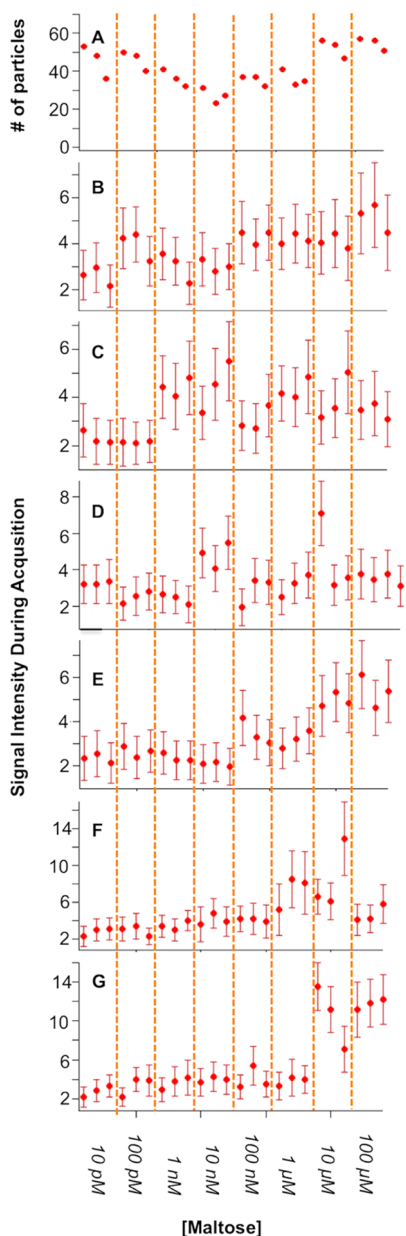 # of particles
A
60
40
20
0
B
6
4
2
C
6
4
2
Signal Intensity During Acqusition
D
8
6
4
2
E
6
4
2
F
14
10
6
2
G
14
10
6
2
10 pM
100 pM
1 nM
10 nM
100 nM
1 µM
10 µM
100 µM
[Maltose]